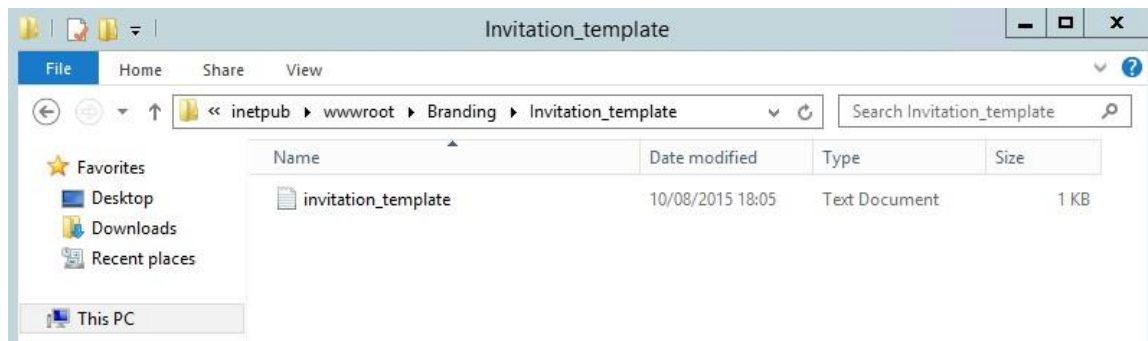 Invitation_template
File Home Share View
« inetpub Wwwroot Branding Invitation_template Search Invitation_template
Name Date modified Type Size
Favorites
Desktop
Downloads
Recent places
This PC
invitation_template 10/08/2015 18:05 Text Document 1 KB